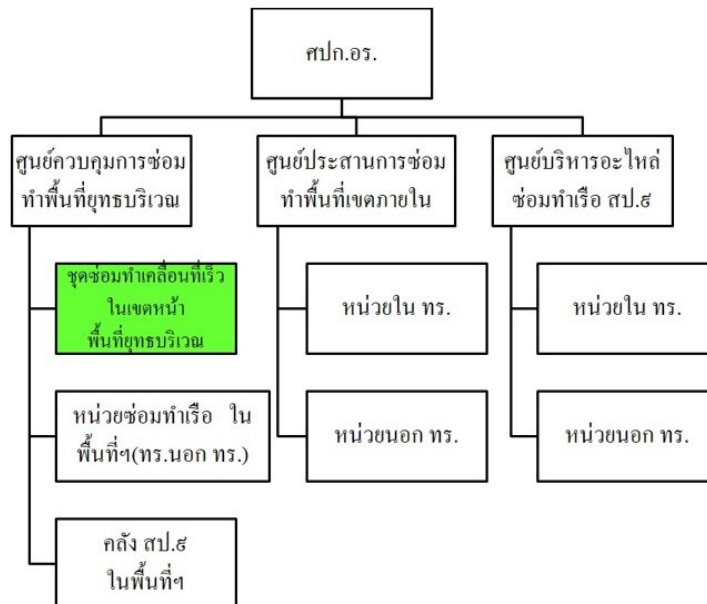 ศปก.อร.
ศูนย์ควบคุมการซ่อม
ทำพื้นที่ยุทธบริเวณ
ศูนย์ประสานการซ่อม
ทำพื้นที่เขตภายใน
ศูนย์บริหารอะไหล่
ซ่อมทำเรือ สป.๙
ชุดซ่อมทำเคลื่อนที่เร็ว
ในเขตหน้า
พื้นที่ยุทธบริเวณ
หน่วยซ่อมทำเรือ ใน
พื้นที่ฯ(ทร.นอก ทร.)
คลัง สป.๙
ในพื้นที่ฯ
หน่วยใน ทร.
หน่วยนอก ทร.
หน่วยใน ทร.
หน่วยนอก ทร.